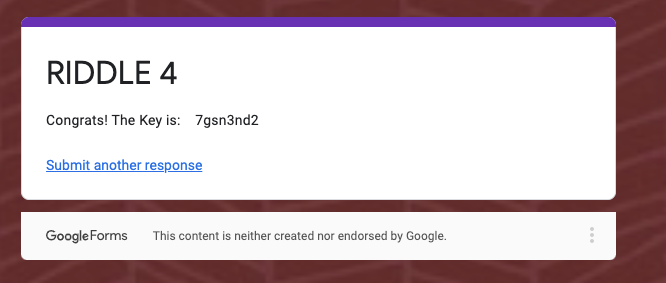 RIDDLE 4
Congrats! The Key is: 7gsn3nd2
Submit another response
Google Forms This content is neither created nor endorsed by Google.